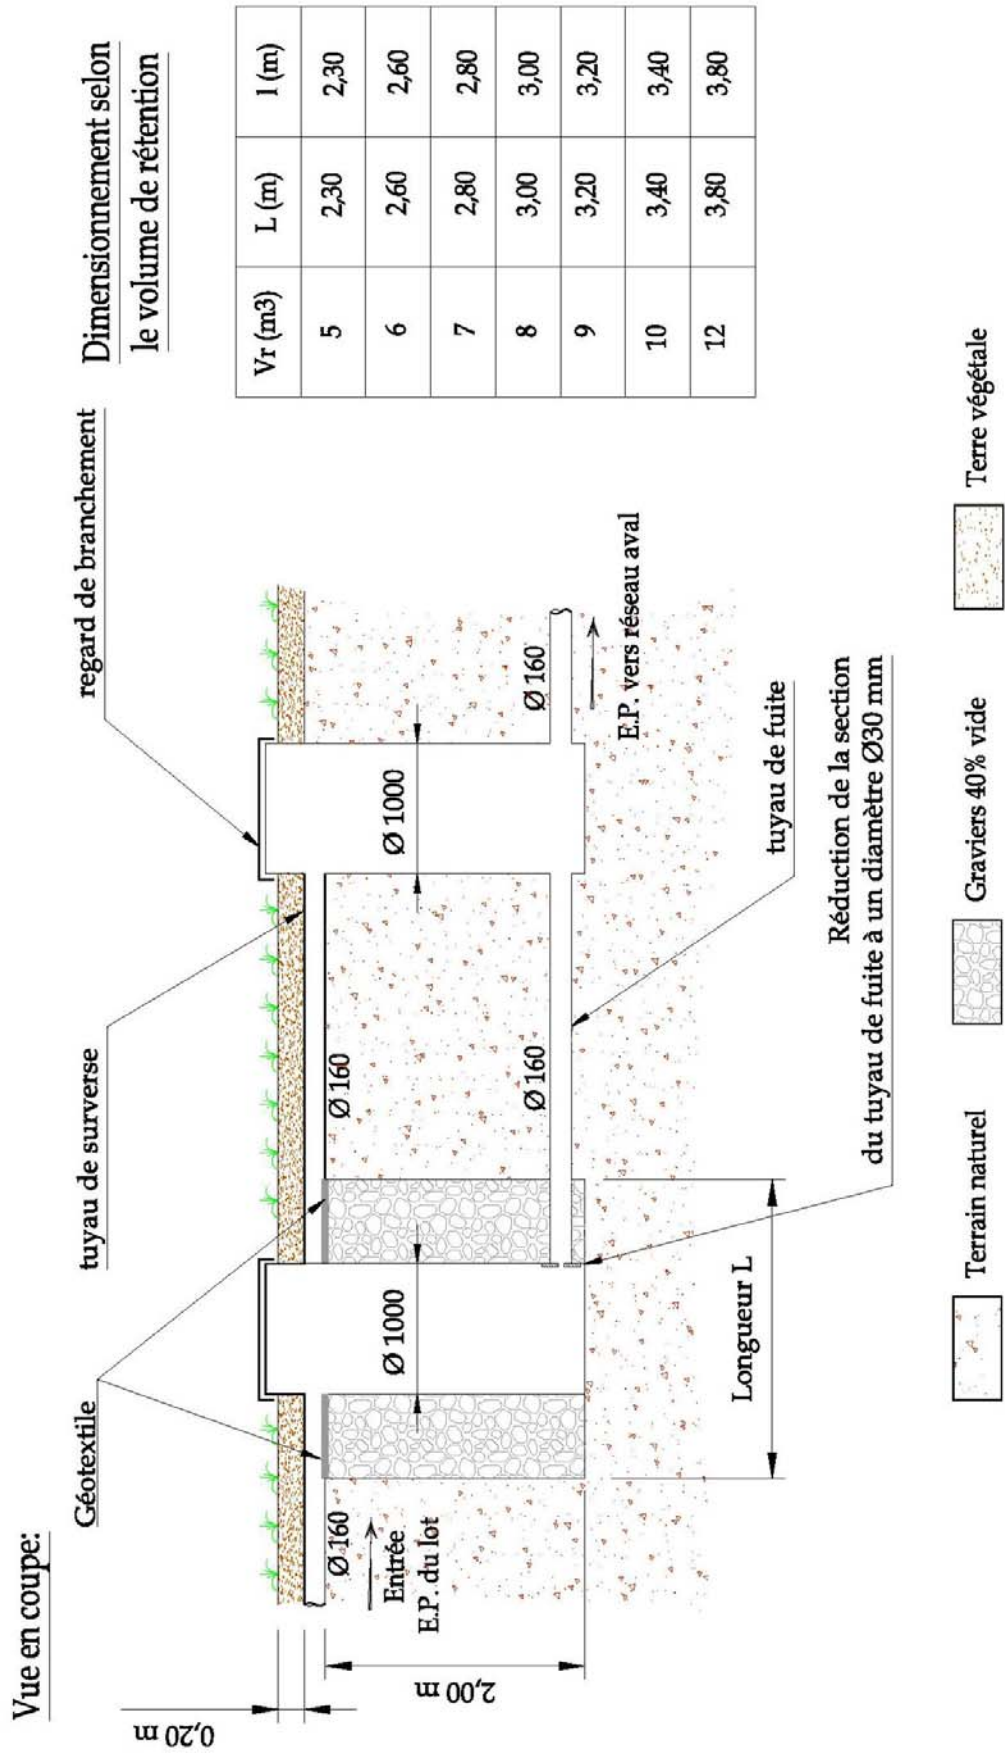 Vue en coupe:
Dimensionnement selon
le volume de rétention
Géotextile
tuyau de surverse
regard de branchement
0,20 m
2,00 m
Ø 160
Entrée
E.P. du lot
Ø 1000
Ø 160
Ø 160
Ø 1000
Ø 160
E.P. vers réseau aval
Longueur L
tuyau de fuite
Réduction de la section
du tuyau de fuite à un diamètre Ø30 mm
Vr (m3) L (m) l (m)
5 2,30 2,30
6 2,60 2,60
7 2,80 2,80
8 3,00 3,00
9 3,20 3,20
10 3,40 3,40
12 3,80 3,80
Terrain naturel
Graviers 40% vide
Terre végétale